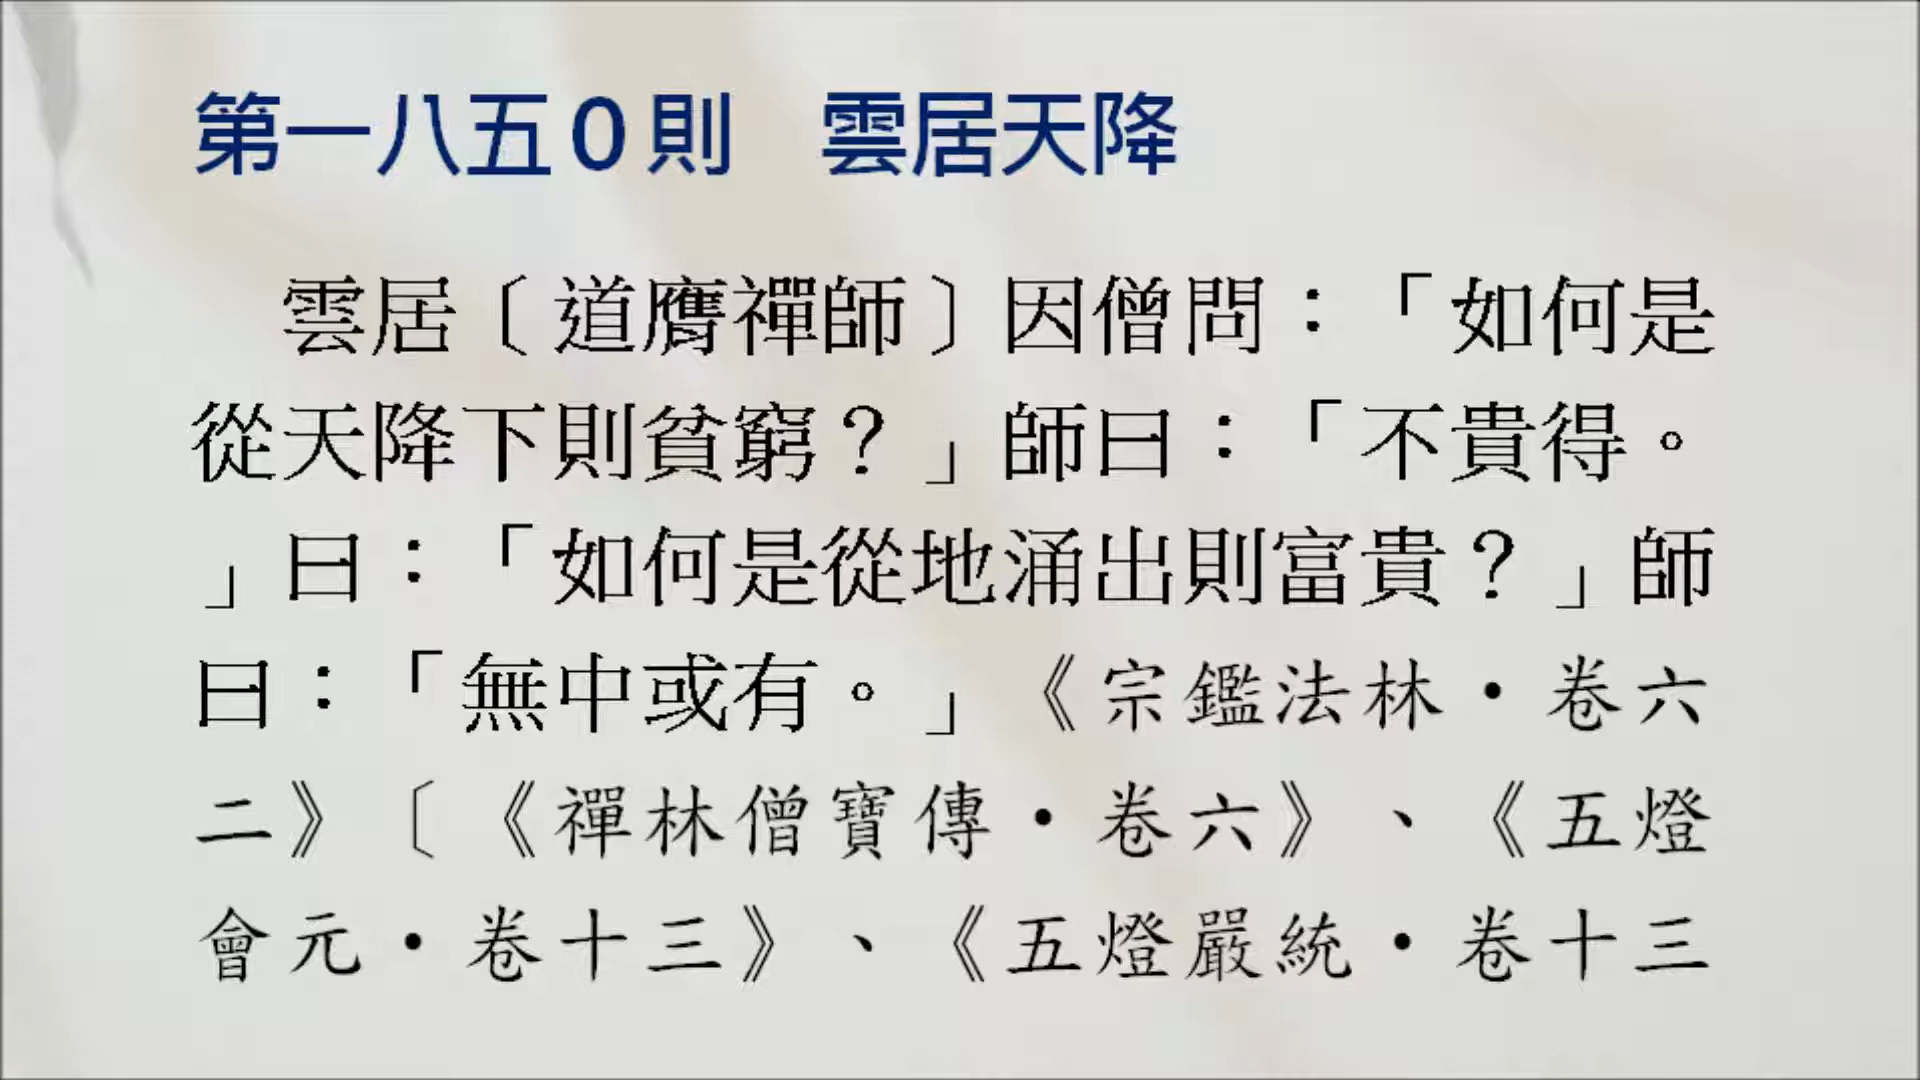 第一八五０則　雲居天降
雲居〔道膺禪師〕因僧問：「如何是
從天降下則貧窮？」師曰：「不貴得。
」曰：「如何是從地涌出則富貴？」師
曰：「無中或有。」《宗鑑法林・卷六
二》〔《禪林僧寶傳・卷六》、《五燈
會元・卷十三》、《五燈嚴統・卷十三